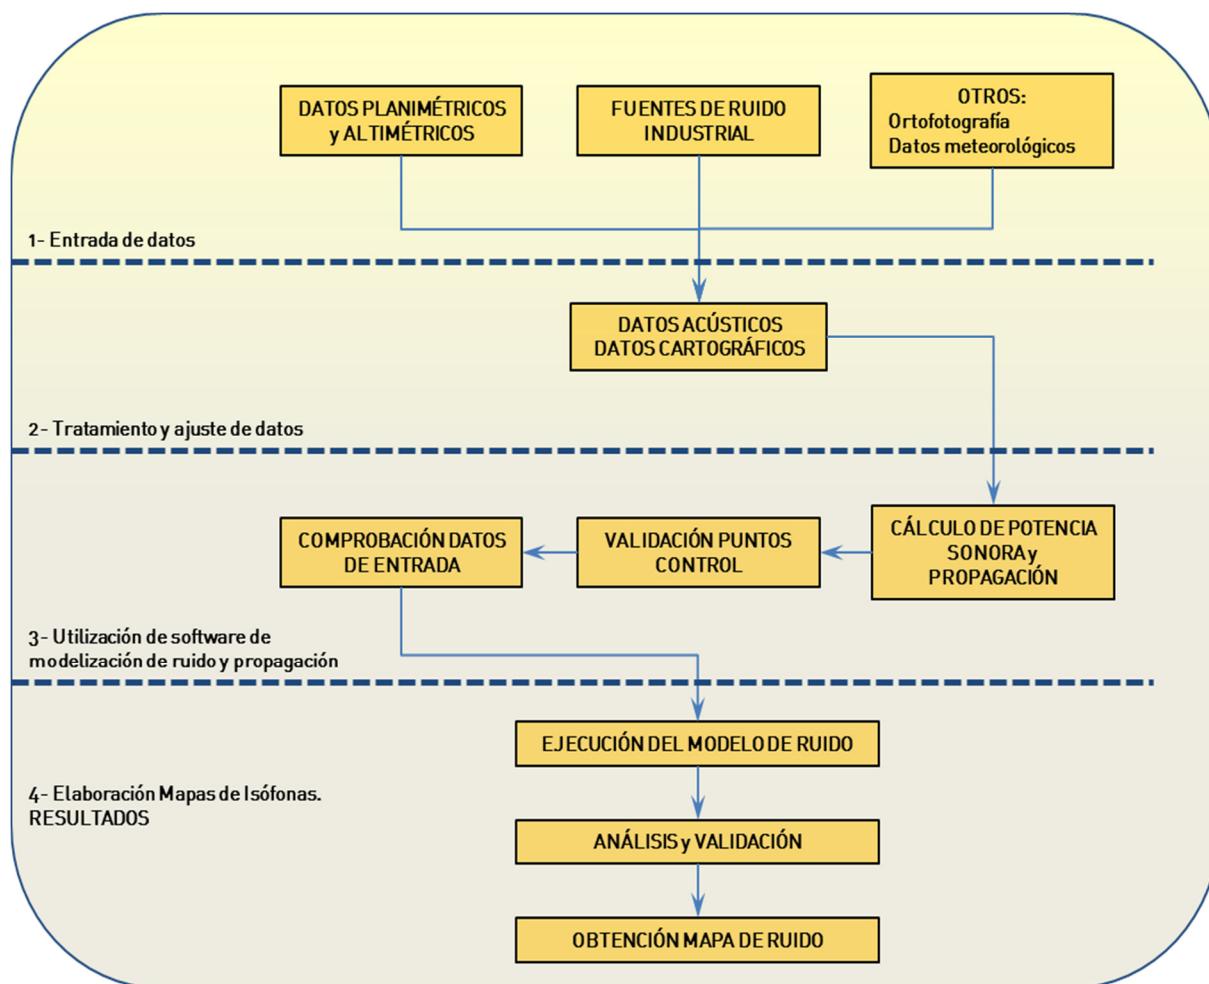 DATOS PLANIMÉTRICOS
y ALTIMÉTRICOS
FUENTES DE RUIDO
INDUSTRIAL
OTROS:
Ortofotografía
Datos meteorológicos
1- Entrada de datos
DATOS ACÚSTICOS
DATOS CARTOGRÁFICOS
2- Tratamiento y ajuste de datos
COMPROBACIÓN DATOS
DE ENTRADA
VALIDACIÓN PUNTOS
CONTROL
CÁLCULO DE POTENCIA
SONORA y
PROPAGACIÓN
3- Utilización de software de
modelización de ruido y propagación
EJECUCIÓN DEL MODELO DE RUIDO
4- Elaboración Mapas de Isófonas.
RESULTADOS
ANÁLISIS y VALIDACIÓN
OBTENCIÓN MAPA DE RUIDO